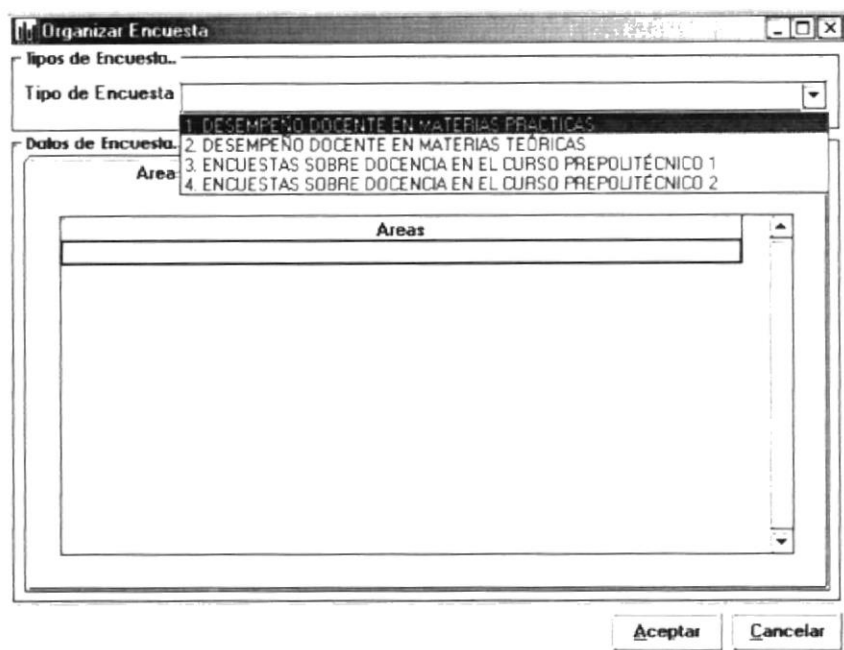 Organizar Encuesta
Tipos de Encuesta..
Tipo de Encuesta
1. DESEMPEÑO DOCENTE EN MATERIAS PRÁCTICAS
2. DESEMPEÑO DOCENTE EN MATERIAS TEÓRICAS
3. ENCUESTAS SOBRE DOCENCIA EN EL CURSO PREPOLITÉCNICO 1
4. ENCUESTAS SOBRE DOCENCIA EN EL CURSO PREPOLITÉCNICO 2
Datos de Encuesta..
Area
Areas
Aceptar Cancelar